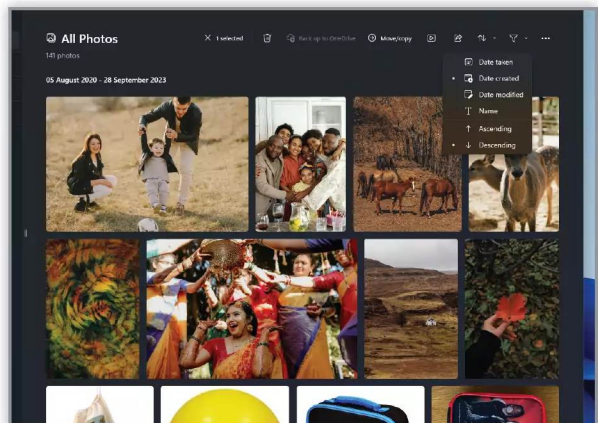 All Photos
1 selected
Back up to OneDrive
Move/copy
141 photos
05 August 2020 - 28 September 2023
Date taken
Date created
Date modified
Name
Ascending
Descending